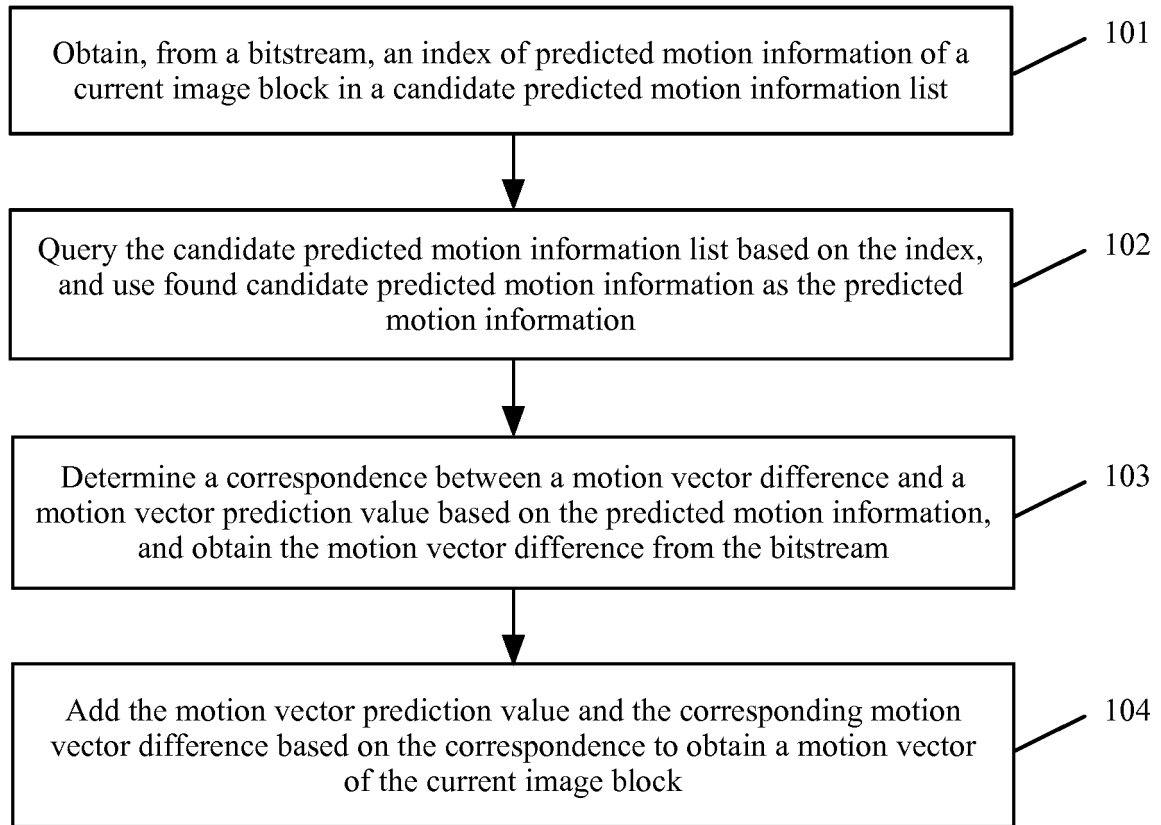 Obtain, from a bitstream, an index of predicted motion information of a
current image block in a candidate predicted motion information list
101
Query the candidate predicted motion information list based on the index,
and use found candidate predicted motion information as the predicted
motion information
102
Determine a correspondence between a motion vector difference and a
motion vector prediction value based on the predicted motion information,
and obtain the motion vector difference from the bitstream
103
Add the motion vector prediction value and the corresponding motion
vector difference based on the correspondence to obtain a motion vector
of the current image block
104